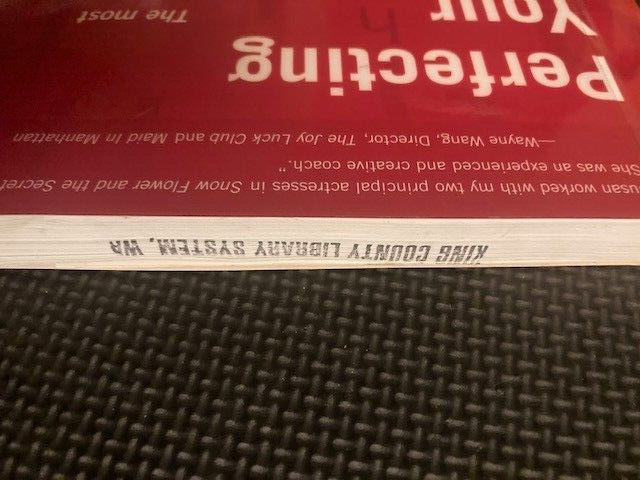 KING COUNTY LIBRARY SYSTEM, WA
usan worked with my two principal actresses in Snow Flower and the Secret
She was an experienced and creative coach."
—Wayne Wang, Director, The Joy Luck Club and Maid In Manhattan
Perfecting
Your
The most